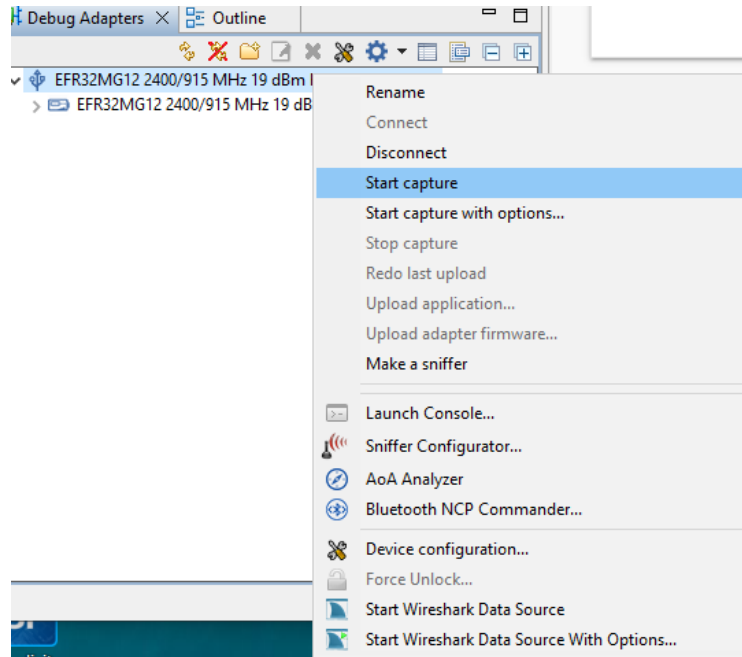 Debug Adapters
Outline
EFR32MG12 2400/915 MHz 19 dBm
EFR32MG12 2400/915 MHz 19 dB
Rename
Connect
Disconnect
Start capture
Start capture with options...
Stop capture
Redo last upload
Upload application...
Upload adapter firmware...
Make a sniffer
Launch Console...
Sniffer Configurator...
AoA Analyzer
Bluetooth NCP Commander...
Device configuration...
Force Unlock...
Start Wireshark Data Source
Start Wireshark Data Source With Options...